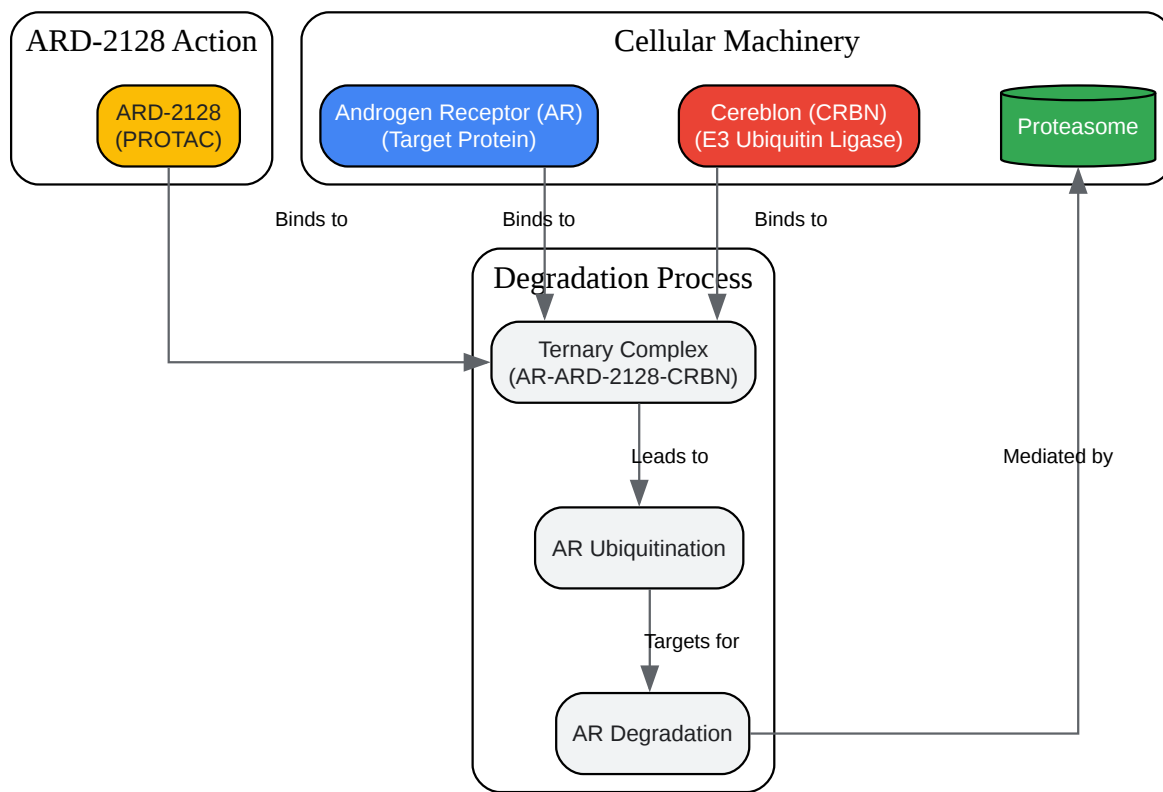 ARD-2128 Action
Cellular Machinery
ARD-2128
(PROTAC)
Androgen Receptor (AR)
(Target Protein)
Cereblon (CRBN)
(E3 Ubiquitin Ligase)
Proteasome
Binds to
Binds to
Binds to
Degradation Process
Ternary Complex
(AR-ARD-2128-CRBN)
Leads to
Mediated by
AR Ubiquitination
Targets for
AR Degradation